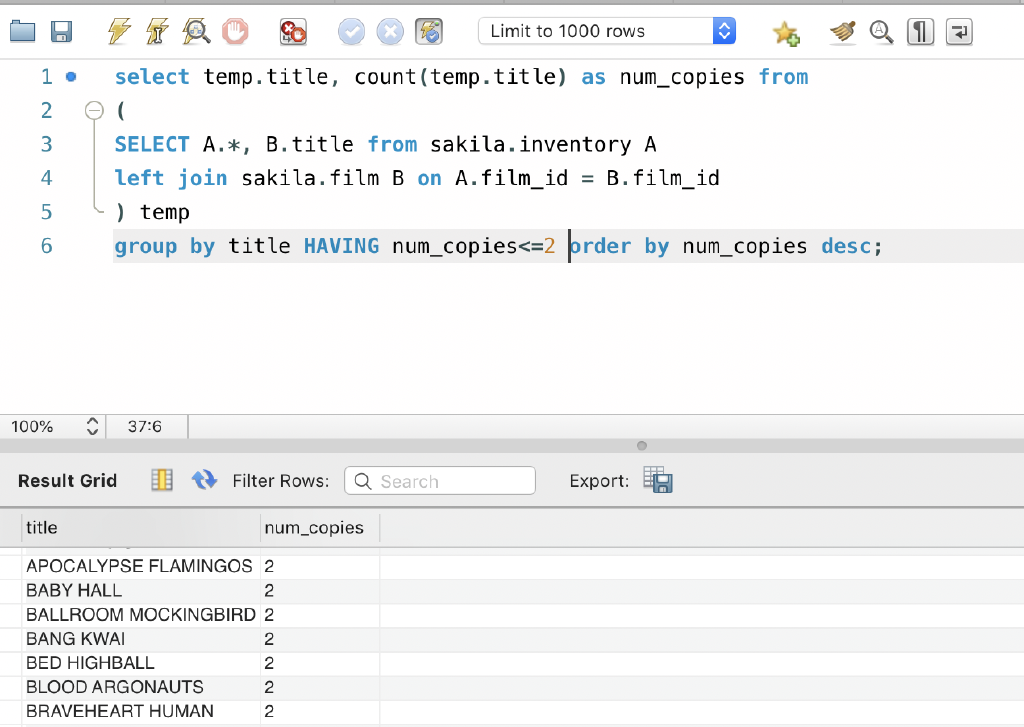 Limit to 1000 rows
1 select temp.title, count(temp.title) as num_copies from
2 (
3 SELECT A.*, B.title from sakila.inventory A
4 left join sakila.film B on A.film_id = B.film_id
5 ) temp
6 group by title HAVING num_copies<=2 order by num_copies desc;
100% 37:6
Result Grid Filter Rows: Search Export:
title num_copies
APOCALYPSE FLAMINGOS 2
BABY HALL 2
BALLROOM MOCKINGBIRD 2
BANG KWAI 2
BED HIGHBALL 2
BLOOD ARGONAUTS 2
BRAVEHEART HUMAN 2